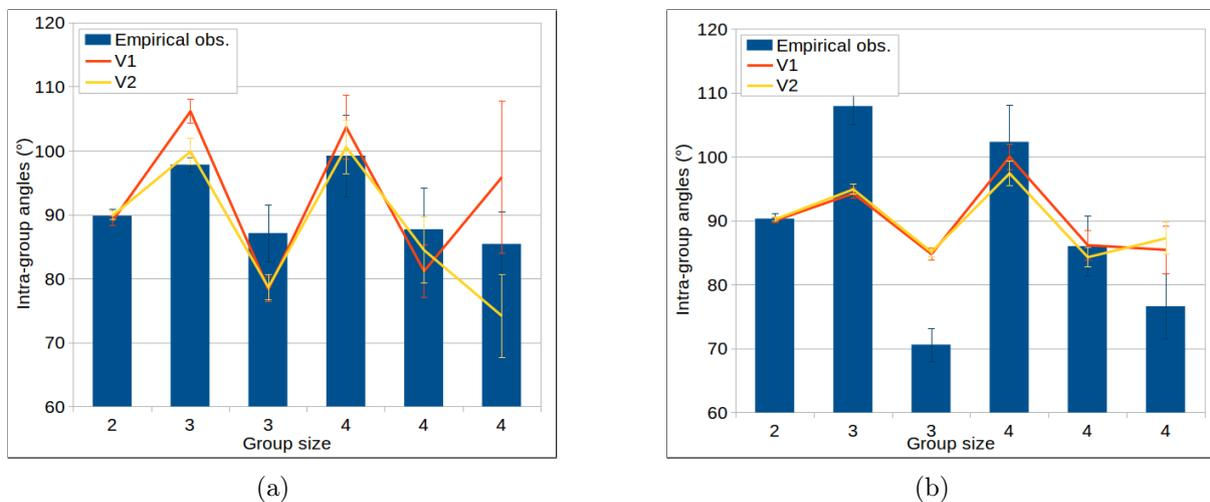 120
110
100
90
80
70
60
Intra-group angles (°)
Empirical obs.
V1
V2
2 3 3 4 4 4
Group size
(a)
120
110
100
90
80
70
60
Intra-group angles (°)
Empirical obs.
V1
V2
2 3 3 4 4 4
Group size
(b)